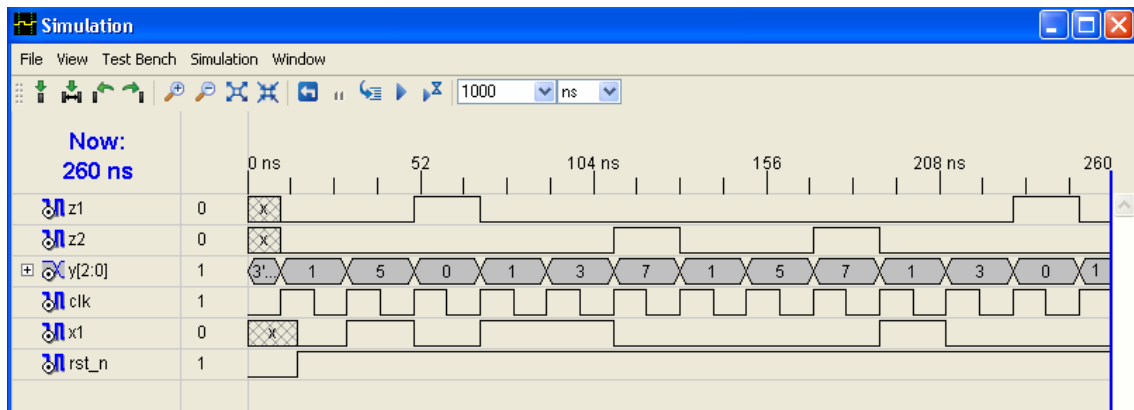 Simulation
File View Test Bench Simulation Window
1000 ns
Now:
260 ns
0 ns 52 104 ns 156 208 ns 260
z1 0 x
z2 0 x
y[2:0] 1 3'... 1 5 0 1 3 7 1 5 7 1 3 0 1
clk 1
x1 0 x
rst_n 1